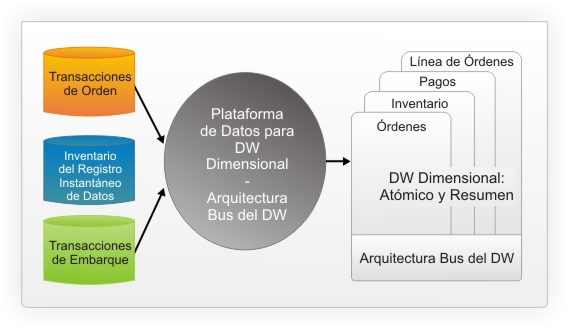 Transacciones
de Orden
Inventario
del Registro
Instantáneo
de Datos
Transacciones
de Embarque
Plataforma
de Datos para
DW
Dimensional
-
Arquitectura
Bus del DW
Línea de Órdenes
Pagos
Inventario
Órdenes
DW Dimensional:
Atómico y Resumen
Arquitectura Bus del DW